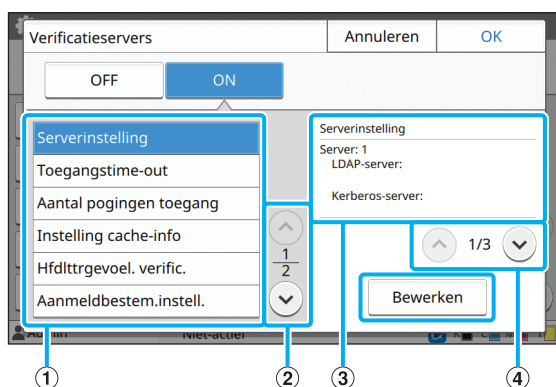 Verificatieservers
Annuleren
OK
OFF
ON
Serverinstelling
Toegangstime-out
Aantal pogingen toegang
Instelling cache-info
Hfdlttrgevoel. verific.
Aanmeldbestem.instell.
1
2
Serverinstelling
Server: 1
LDAP-server:
Kerberos-server:
1/3
Bewerken
Admin
Niet-actief
K
C
M
Y
1
2
3
4